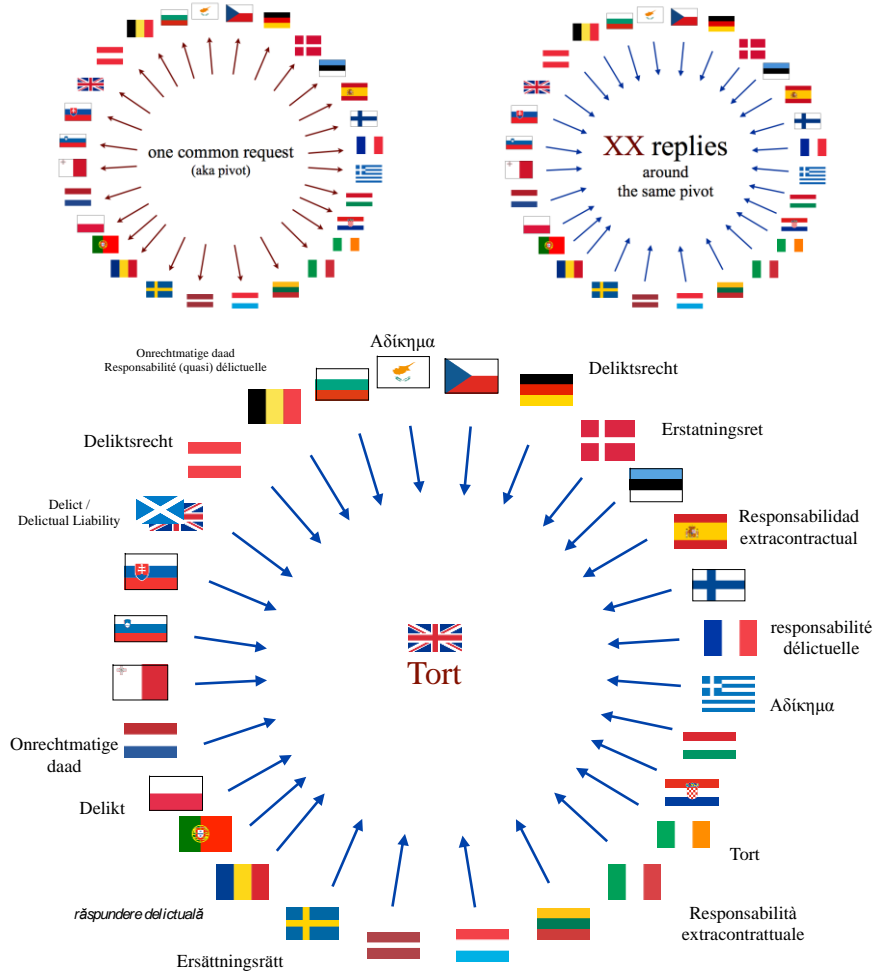 one common request
(aka pivot)
XX replies
around
the same pivot
Αδίκημα
Onrechtmatige daad
Responsabilité (quasi) délictuelle
Deliktsrecht
Deliktsrecht
Erstatningsret
Delict /
Delictual Liability
Responsabilidad
extracontractual
responsabilité
délictuelle
Tort
Αδίκημα
Onrechtmatige
daad
Delikt
Tort
răspundere delictuală
Responsabilità
extracontrattuale
Ersättningsrätt